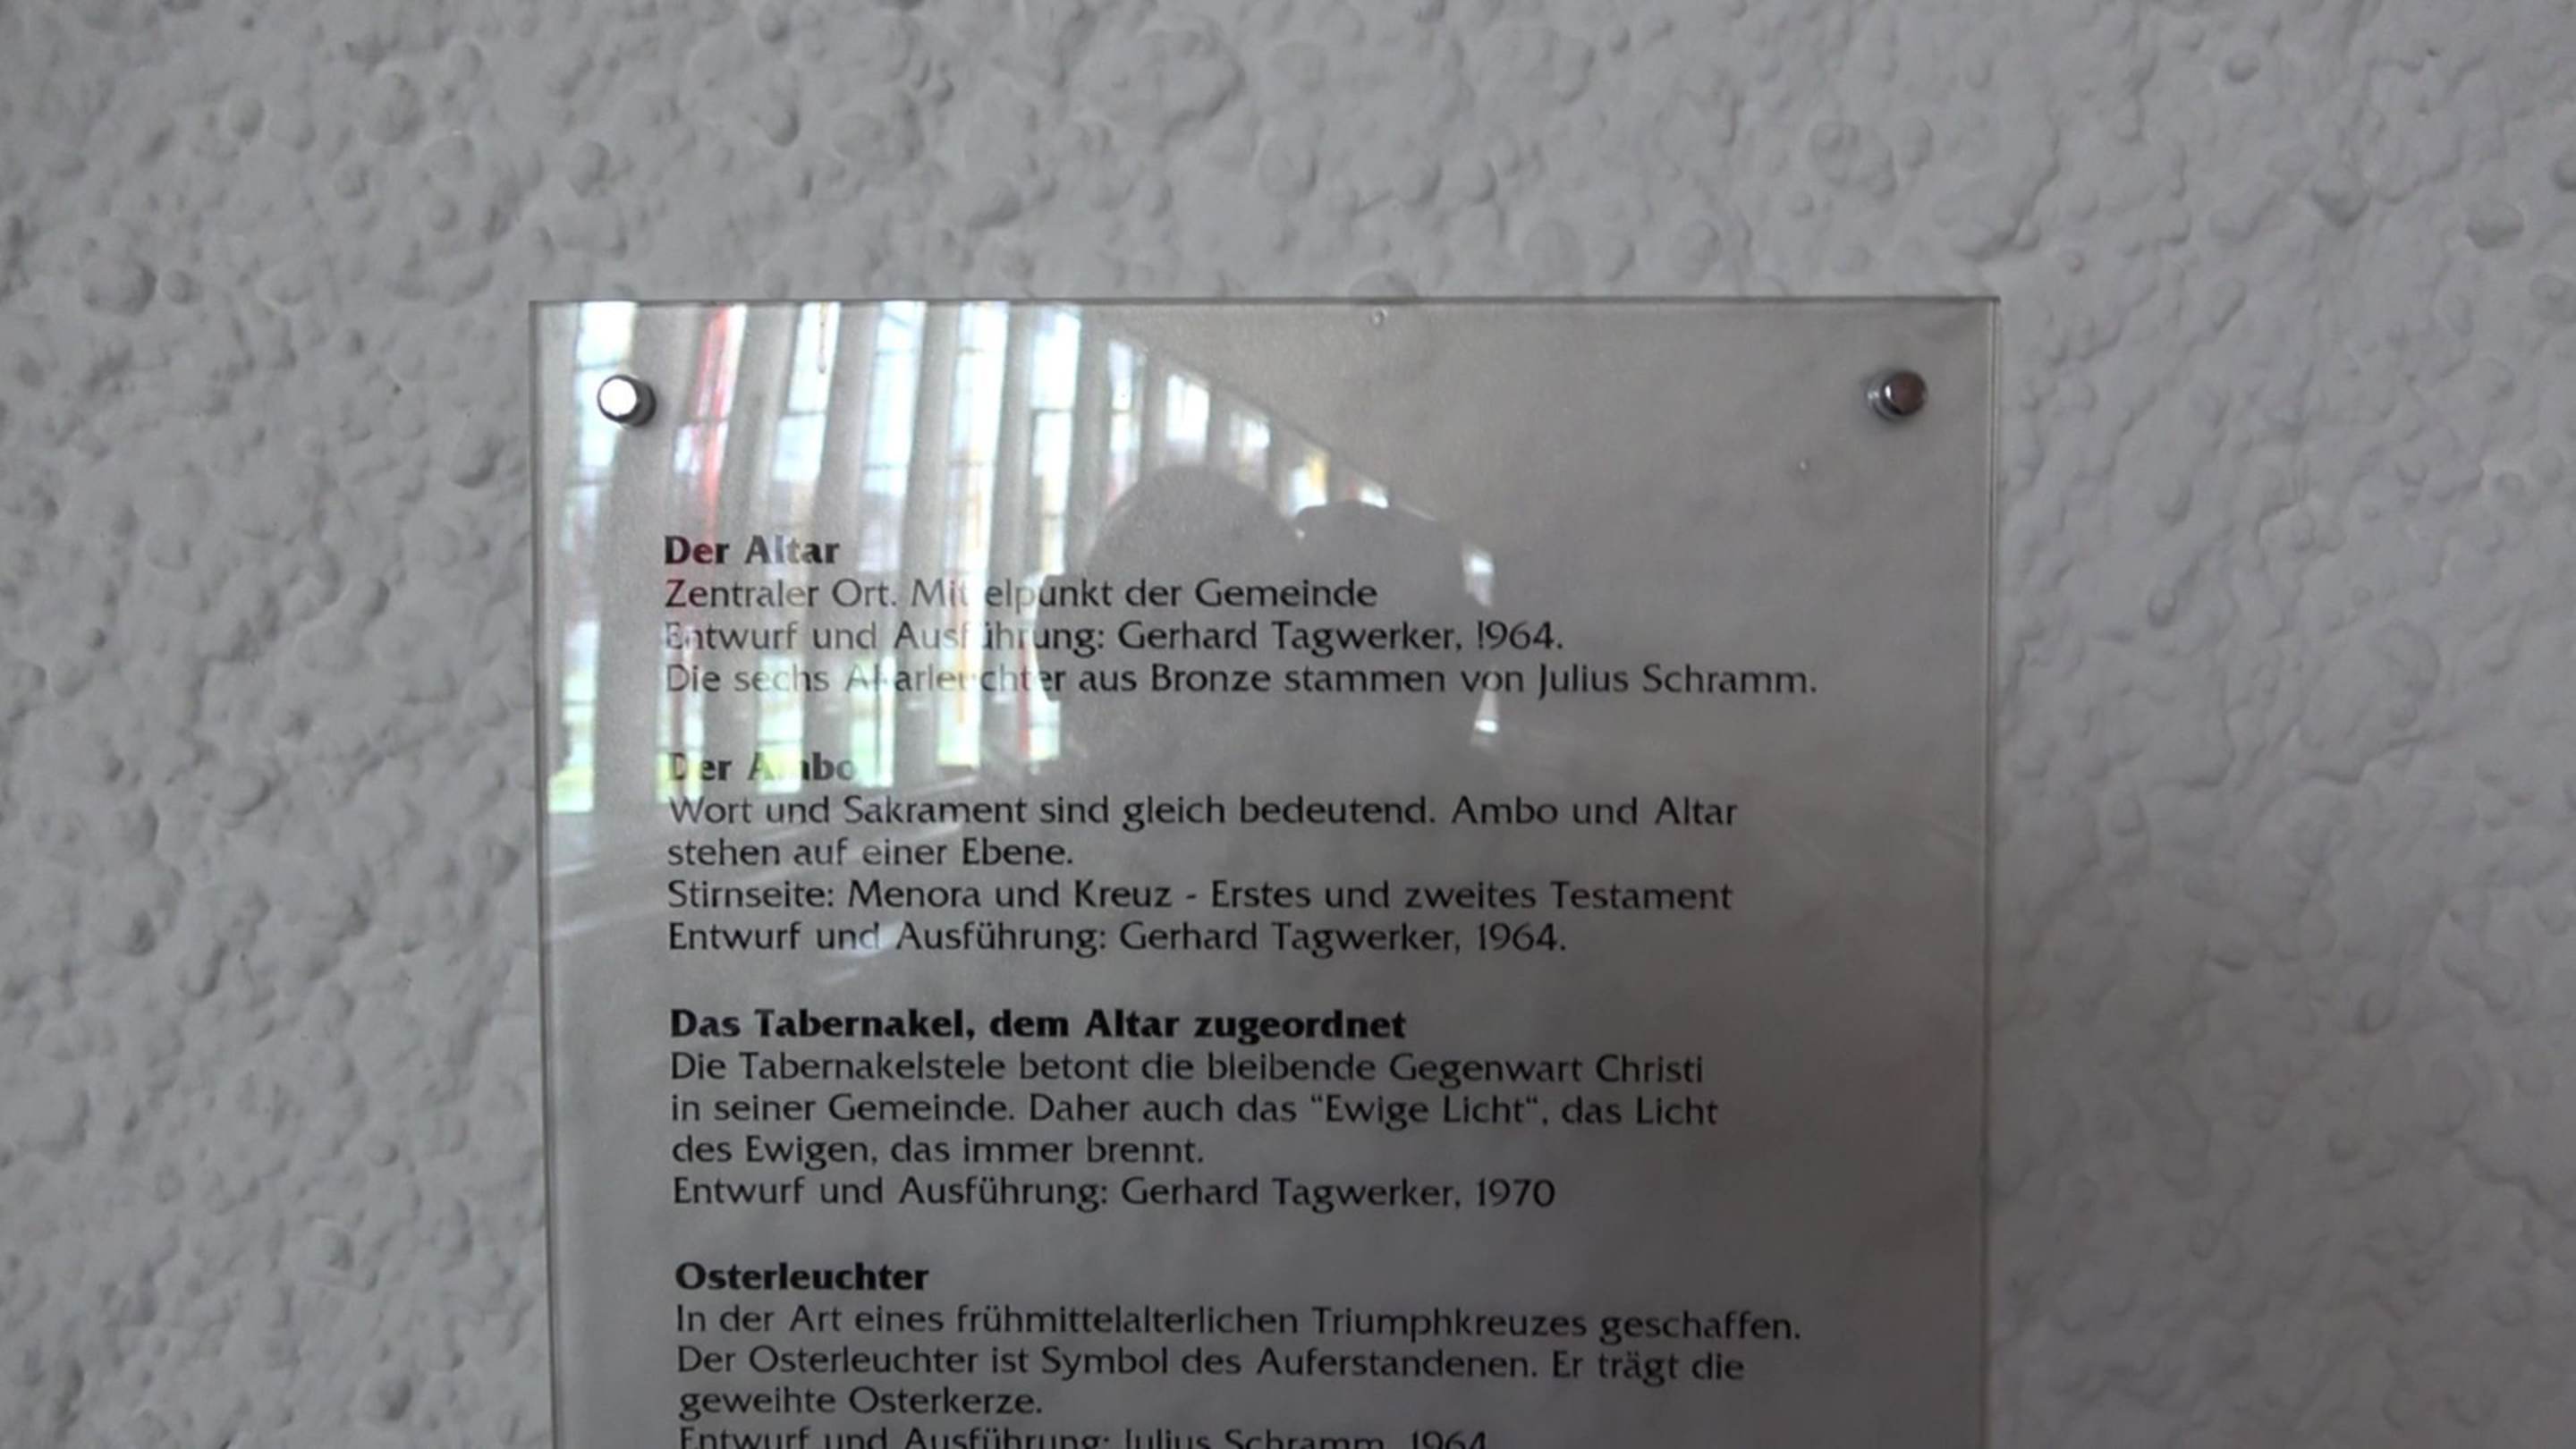 Der Altar
Zentraler Ort. Mittelpunkt der Gemeinde
Entwurf und Ausführung: Gerhard Tagwerker, !964.
Die sechs Altarleuchter aus Bronze stammen von Julius Schramm.
Der Ambo
Wort und Sakrament sind gleich bedeutend. Ambo und Altar
stehen auf einer Ebene.
Stirnseite: Menora und Kreuz - Erstes und zweites Testament
Entwurf und Ausführung: Gerhard Tagwerker, 1964.
Das Tabernakel, dem Altar zugeordnet
Die Tabernakelstele betont die bleibende Gegenwart Christi
in seiner Gemeinde. Daher auch das “Ewige Licht“, das Licht
des Ewigen, das immer brennt.
Entwurf und Ausführung: Gerhard Tagwerker, 1970
Osterleuchter
In der Art eines frühmittelalterlichen Triumphkreuzes geschaffen.
Der Osterleuchter ist Symbol des Auferstandenen. Er trägt die
geweihte Osterkerze.
Entwurf und Ausführung: Julius Schramm, 1964